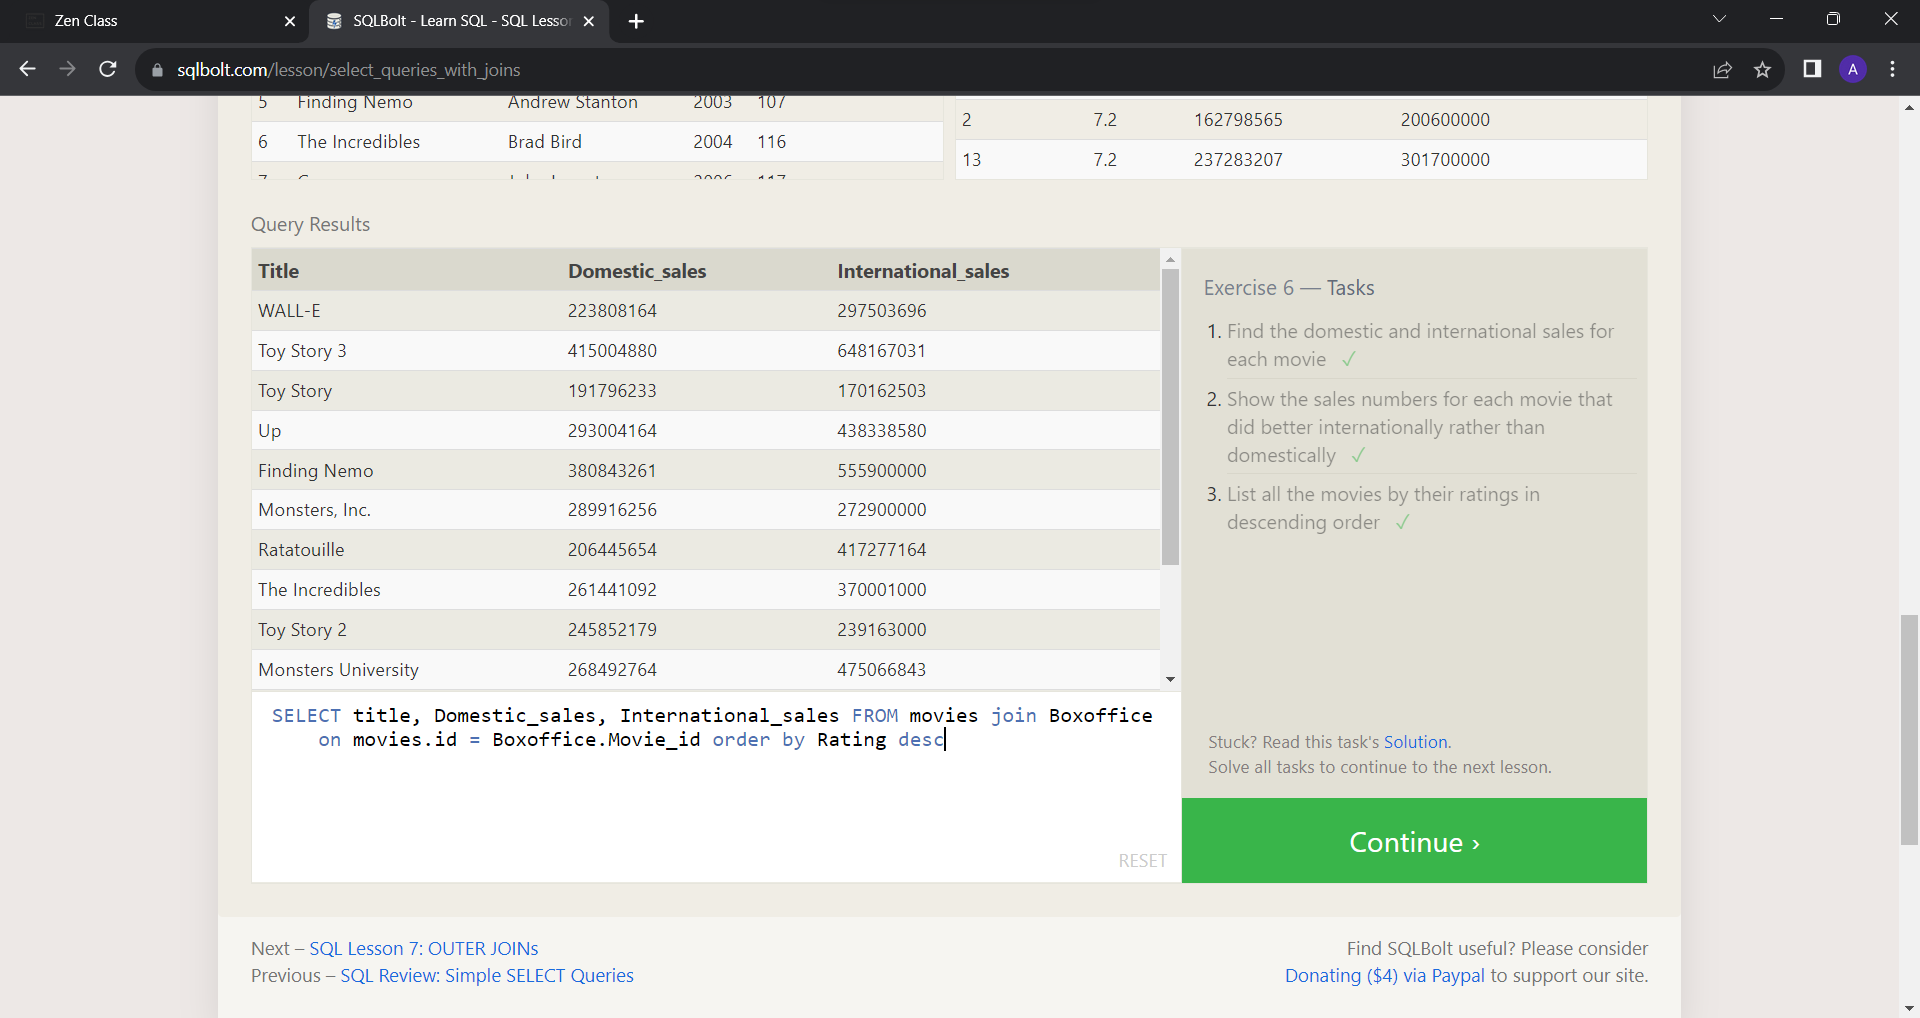 Zen Class
SQLBolt - Learn SQL - SQL Lesso
sqlbolt.com/lesson/select_queries_with_joins
A
5 Finding Nemo Andrew Stanton 2003 107
6 The Incredibles Brad Bird 2004 116
2 7.2 162798565 200600000
13 7.2 237283207 301700000
Query Results
Title Domestic_sales International_sales
WALL-E 223808164 297503696
Toy Story 3 415004880 648167031
Toy Story 191796233 170162503
Up 293004164 438338580
Finding Nemo 380843261 555900000
Monsters, Inc. 289916256 272900000
Ratatouille 206445654 417277164
The Incredibles 261441092 370001000
Toy Story 2 245852179 239163000
Monsters University 268492764 475066843
SELECT title, Domestic_sales, International_sales FROM movies join Boxoffice
on movies.id = Boxoffice.Movie_id order by Rating desc
RESET
Exercise 6 — Tasks
1. Find the domestic and international sales for
each movie ✓
2. Show the sales numbers for each movie that
did better internationally rather than
domestically ✓
3. List all the movies by their ratings in
descending order ✓
Stuck? Read this task's Solution.
Solve all tasks to continue to the next lesson.
Continue ›
Next – SQL Lesson 7: OUTER JOINs
Previous – SQL Review: Simple SELECT Queries
Find SQLBolt useful? Please consider
Donating ($4) via Paypal to support our site.